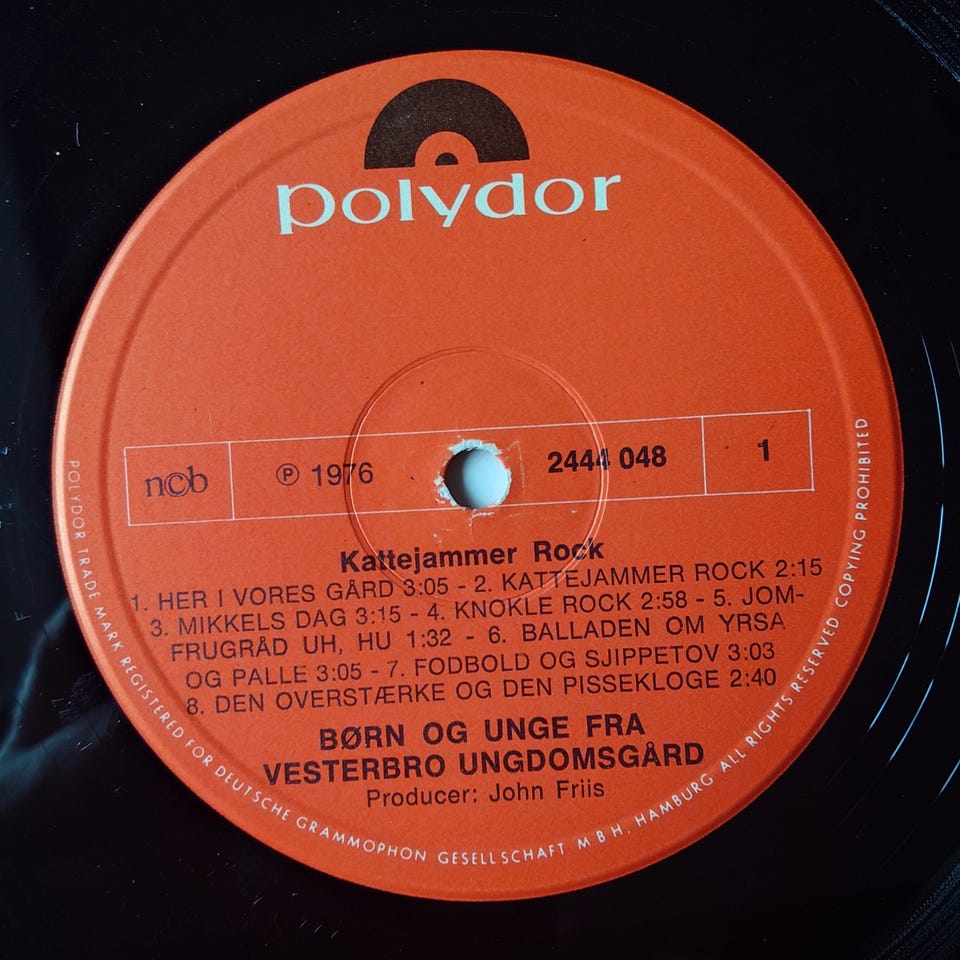 polydor
n©b ℗ 1976 2444 048 1
Kattejammer Rock
1. HER I VORES GÅRD 3:05 - 2. KATTEJAMMER ROCK 2:15
3. MIKKELS DAG 3:15 - 4. KNOKLE ROCK 2:58 - 5. JOM-
FRUGRÅD UH, HU 1:32 - 6. BALLADEN OM YRSA
OG PALLE 3:05 - 7. FODBOLD OG SJIPPETOV 3:03
8. DEN OVERSTÆRKE OG DEN PISSEKLOGE 2:40
BØRN OG UNGE FRA
VESTERBRO UNGDOMSGÅRD
Producer: John Friis
POLYDOR TRADE MARK REGISTERED FOR DEUTSCHE GRAMMOPHON GESELLSCHAFT M B H, HAMBURG ALL RIGHTS RESERVED COPYING PROHIBITED